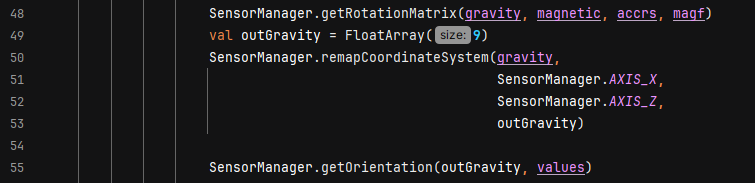 48 SensorManager.getRotationMatrix(gravity, magnetic, accrs, magf)
49 val outGravity = FloatArray( size: 9)
50 SensorManager.remapCoordinateSystem(gravity,
51 SensorManager.AXIS_X,
52 SensorManager.AXIS_Z,
53 outGravity)
54
55 SensorManager.getOrientation(outGravity, values)